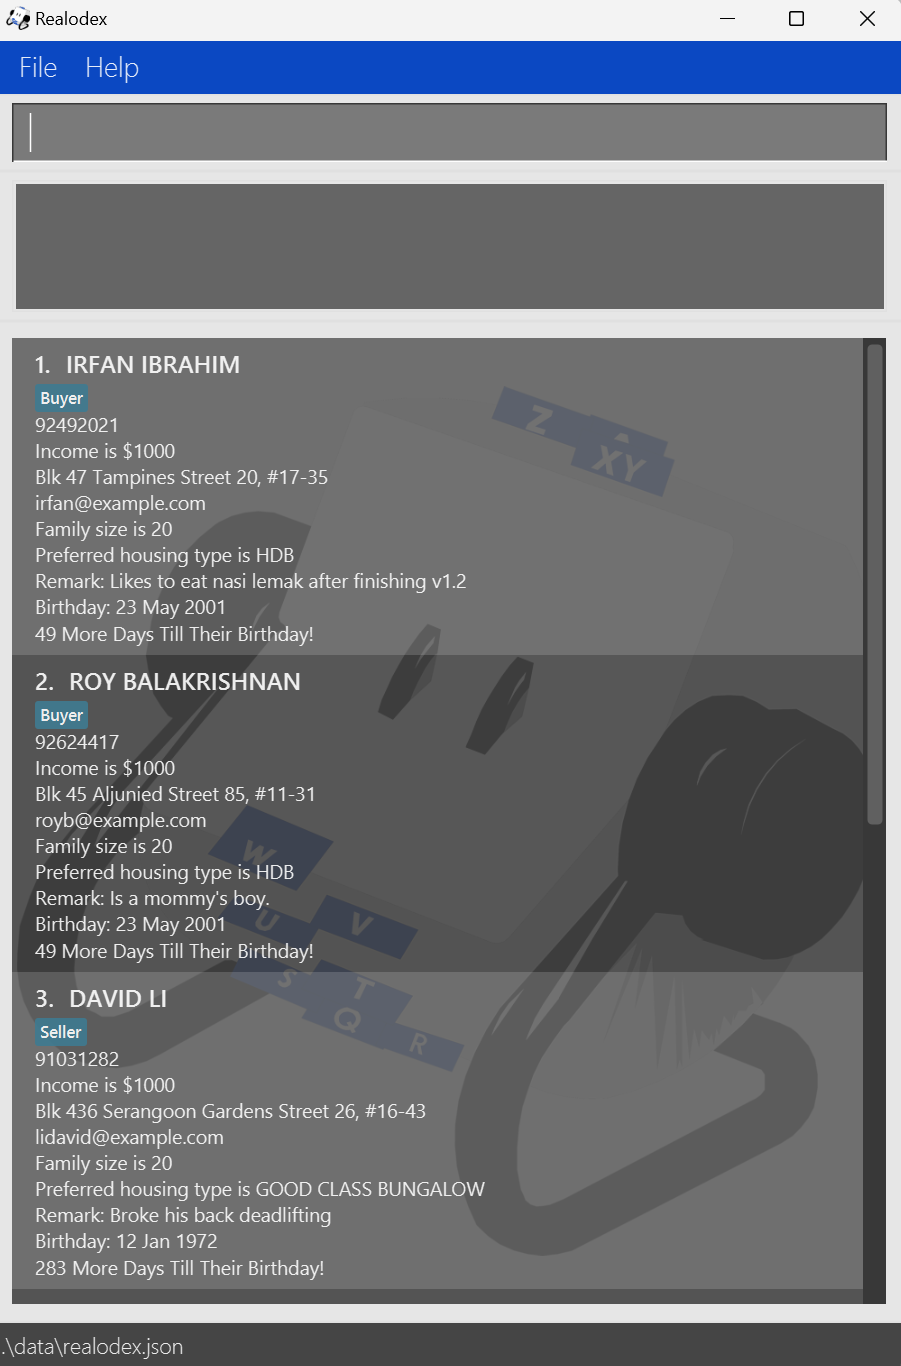 Realodex
File Help
1. IRFAN IBRAHIM
Buyer
92492021
Income is $1000
Blk 47 Tampines Street 20, #17-35
irfan@example.com
Family size is 20
Preferred housing type is HDB
Remark: Likes to eat nasi lemak after finishing v1.2
Birthday: 23 May 2001
49 More Days Till Their Birthday!
2. ROY BALAKRISHNAN
Buyer
92624417
Income is $1000
Blk 45 Aljunied Street 85, #11-31
royb@example.com
Family size is 20
Preferred housing type is HDB
Remark: Is a mommy's boy.
Birthday: 23 May 2001
49 More Days Till Their Birthday!
3. DAVID LI
Seller
91031282
Income is $1000
Blk 436 Serangoon Gardens Street 26, #16-43
lidavid@example.com
Family size is 20
Preferred housing type is GOOD CLASS BUNGALOW
Remark: Broke his back deadlifting
Birthday: 12 Jan 1972
283 More Days Till Their Birthday!
Z
XY
W
U V
S T
Q R
.\data\realodex.json